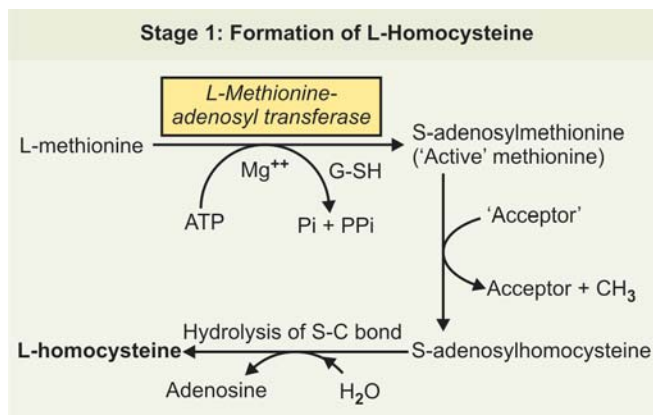 Stage 1: Formation of L-Homocysteine
L-Methionine-
adenosyl transferase
L-methionine
Mg++
G-SH
S-adenosylmethionine
('Active' methionine)
ATP
Pi + PPi
'Acceptor'
Acceptor + CH3
Hydrolysis of S-C bond
L-homocysteine
S-adenosylhomocysteine
Adenosine
H2O